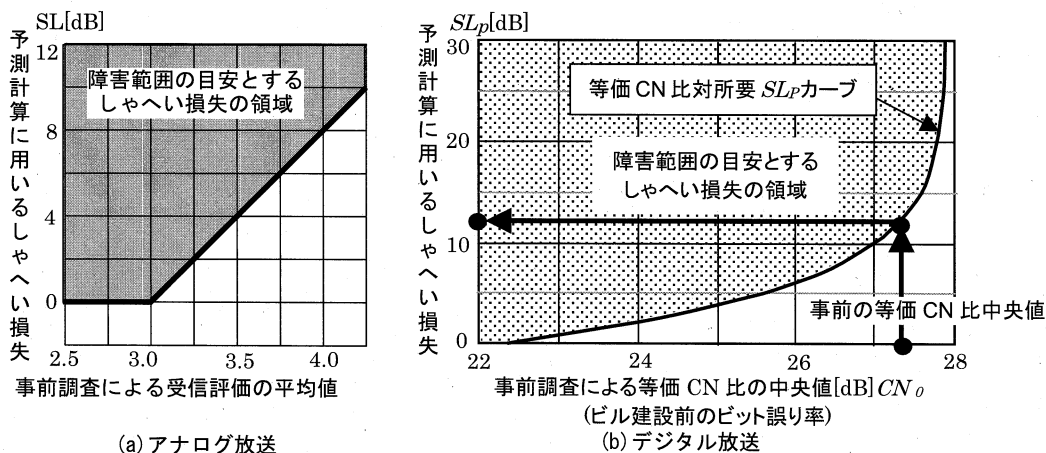 SL[dB]
予測計算に用いるしゃへい損失
12
8
4
0
障害範囲の目安とする
しゃへい損失の領域
2.5 3.0 3.5 4.0
事前調査による受信評価の平均値
(a)アナログ放送
SLp[dB]
予測計算に用いるしゃへい損失
30
20
10
0
等価CN比対所要SLPカーブ
障害範囲の目安とする
しゃへい損失の領域
事前の等価CN比中央値
22 24 26 28
事前調査による等価CN比の中央値[dB]CN0
(ビル建設前のビット誤り率)
(b)デジタル放送